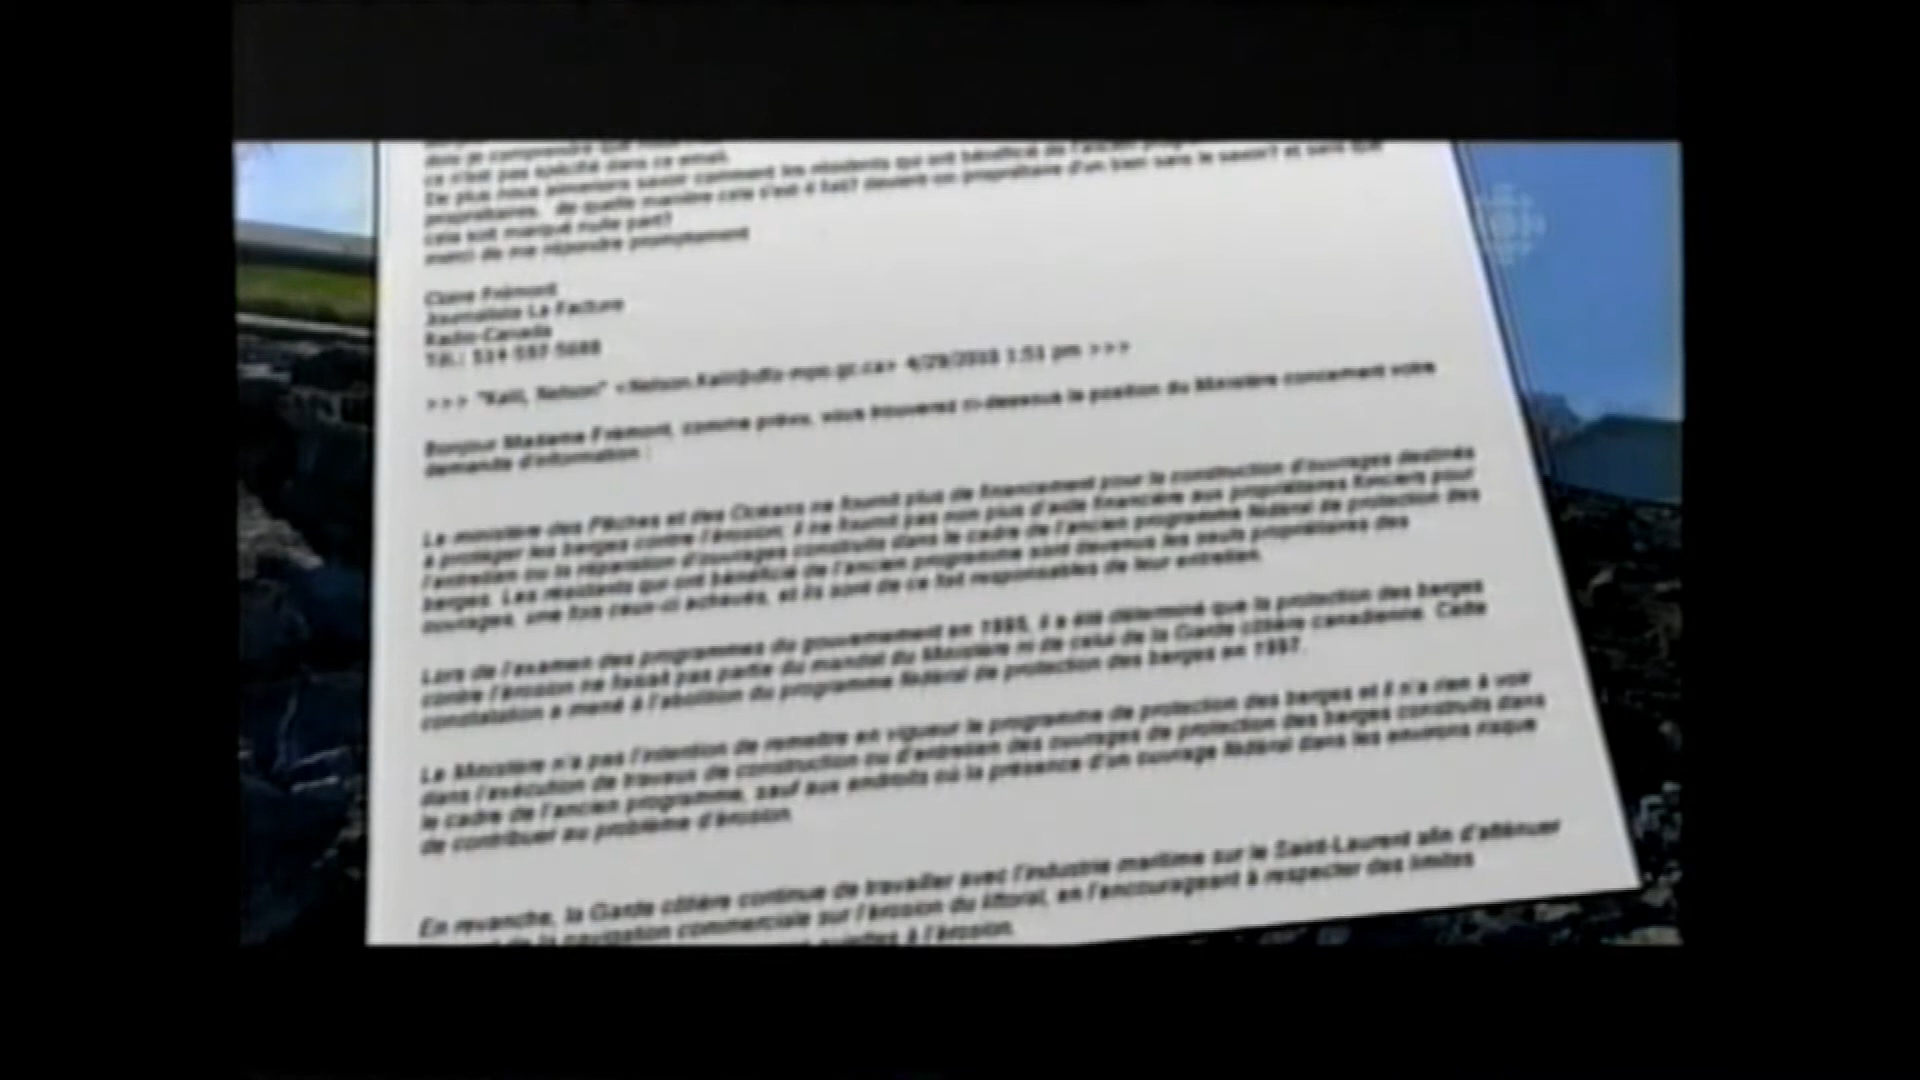 dois je comprendre que
ce n'est pas spécifié dans ce email.
De plus nous aimerions savoir comment les résidents qui ont bénéficié de l'ancien
propriétaires, de quelle manière cela s'est il fait? devient on propriétaire d'un bien sans le savoir? et sans que
cela soit marqué nulle part?
merci de me répondre promptement
Claire Frémont
Journaliste La Facture
Radio-Canada
Tél.: 514-597-5688
>>> "Kalil, Nelson" <Nelson.Kalil@dfo-mpo.gc.ca> 4/29/2010 1:51 pm >>>
Bonjour Madame Fremont, comme prévu, vous trouverez ci-dessous la position du Ministère concernant votre
demande d'information :
Le ministère des Pêches et des Océans ne fournit plus de financement pour la construction d'ouvrages destinés
à protéger les berges contre l'érosion; il ne fournit pas non plus d'aide financière aux propriétaires fonciers pour
l'entretien ou la réparation d'ouvrages construits dans le cadre de l'ancien programme fédéral de protection des
berges. Les résidents qui ont bénéficié de l'ancien programme sont devenus les seuls propriétaires des
ouvrages, une fois ceux-ci achevés, et ils sont de ce fait responsables de leur entretien.
Lors de l'examen des programmes du gouvernement en 1995, il a été déterminé que la protection des berges
contre l'érosion ne faisait pas partie du mandat du Ministère ni de celui de la Garde côtière canadienne. Cette
constatation a mené à l'abolition du programme fédéral de protection des berges en 1997.
Le Ministère n'a pas l'intention de remettre en vigueur le programme de protection des berges et il n'a rien à voir
dans l'exécution de travaux de construction ou d'entretien des ouvrages de protection des berges construits dans
le cadre de l'ancien programme, sauf aux endroits où la présence d'un ouvrage fédéral dans les environs risque
de contribuer au problème d'érosion.
En revanche, la Garde côtière continue de travailler avec l'industrie maritime sur le Saint-Laurent afin d'atténuer
de la navigation commerciale sur l'érosion du littoral, en l'encourageant à respecter des limites
sujettes à l'érosion.